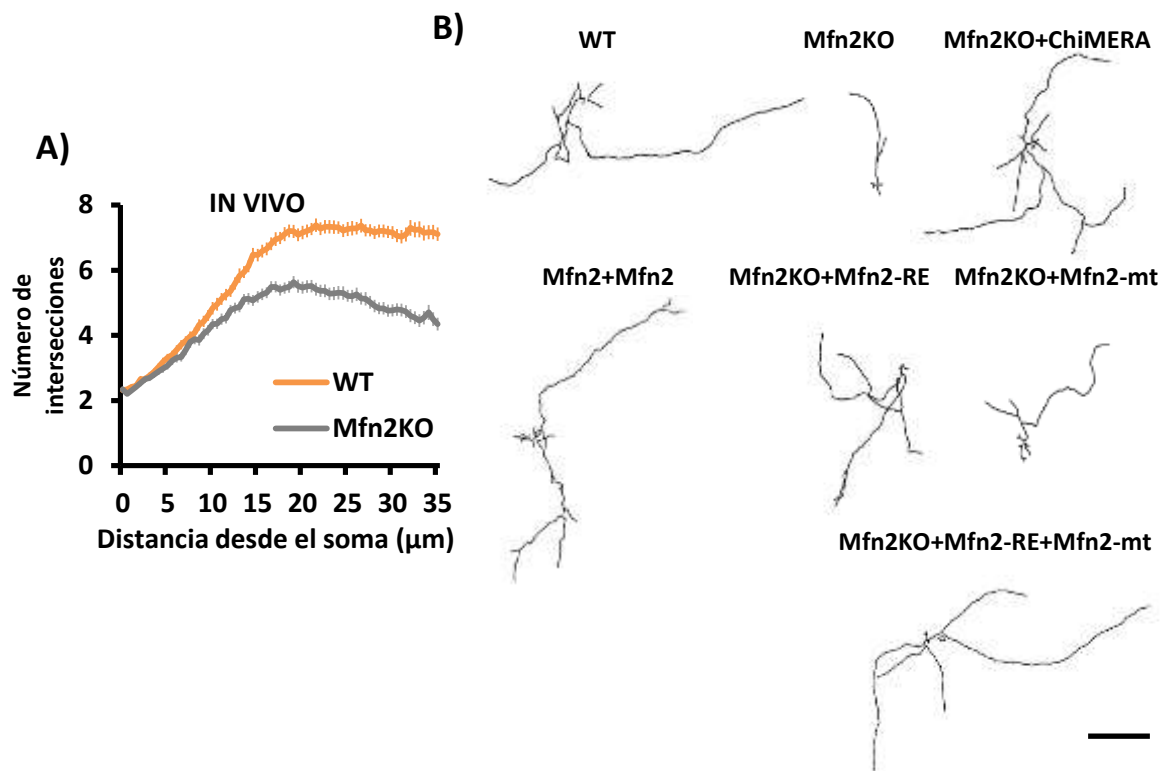 A)
IN VIVO
8
6
4
2
0
Número de
intersecciones
WT
Mfn2KO
0 5 10 15 20 25 30 35
Distancia desde el soma (µm)
B)
WT
Mfn2KO
Mfn2KO+ChiMERA
Mfn2+Mfn2
Mfn2KO+Mfn2-RE
Mfn2KO+Mfn2-mt
Mfn2KO+Mfn2-RE+Mfn2-mt